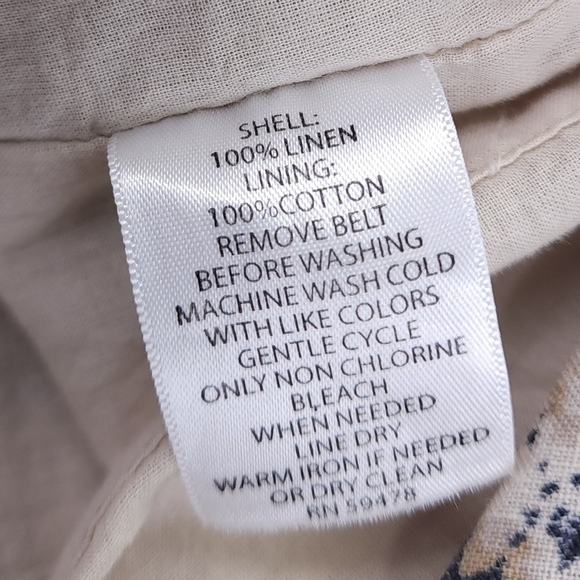 SHELL:
100% LINEN
LINING:
100%COTTON
REMOVE BELT
BEFORE WASHING
MACHINE WASH COLD
WITH LIKE COLORS
GENTLE CYCLE
ONLY NON CHLORINE
BLEACH
WHEN NEEDED
LINE DRY
WARM IRON IF NEEDED
OR DRY CLEAN
RN 59478